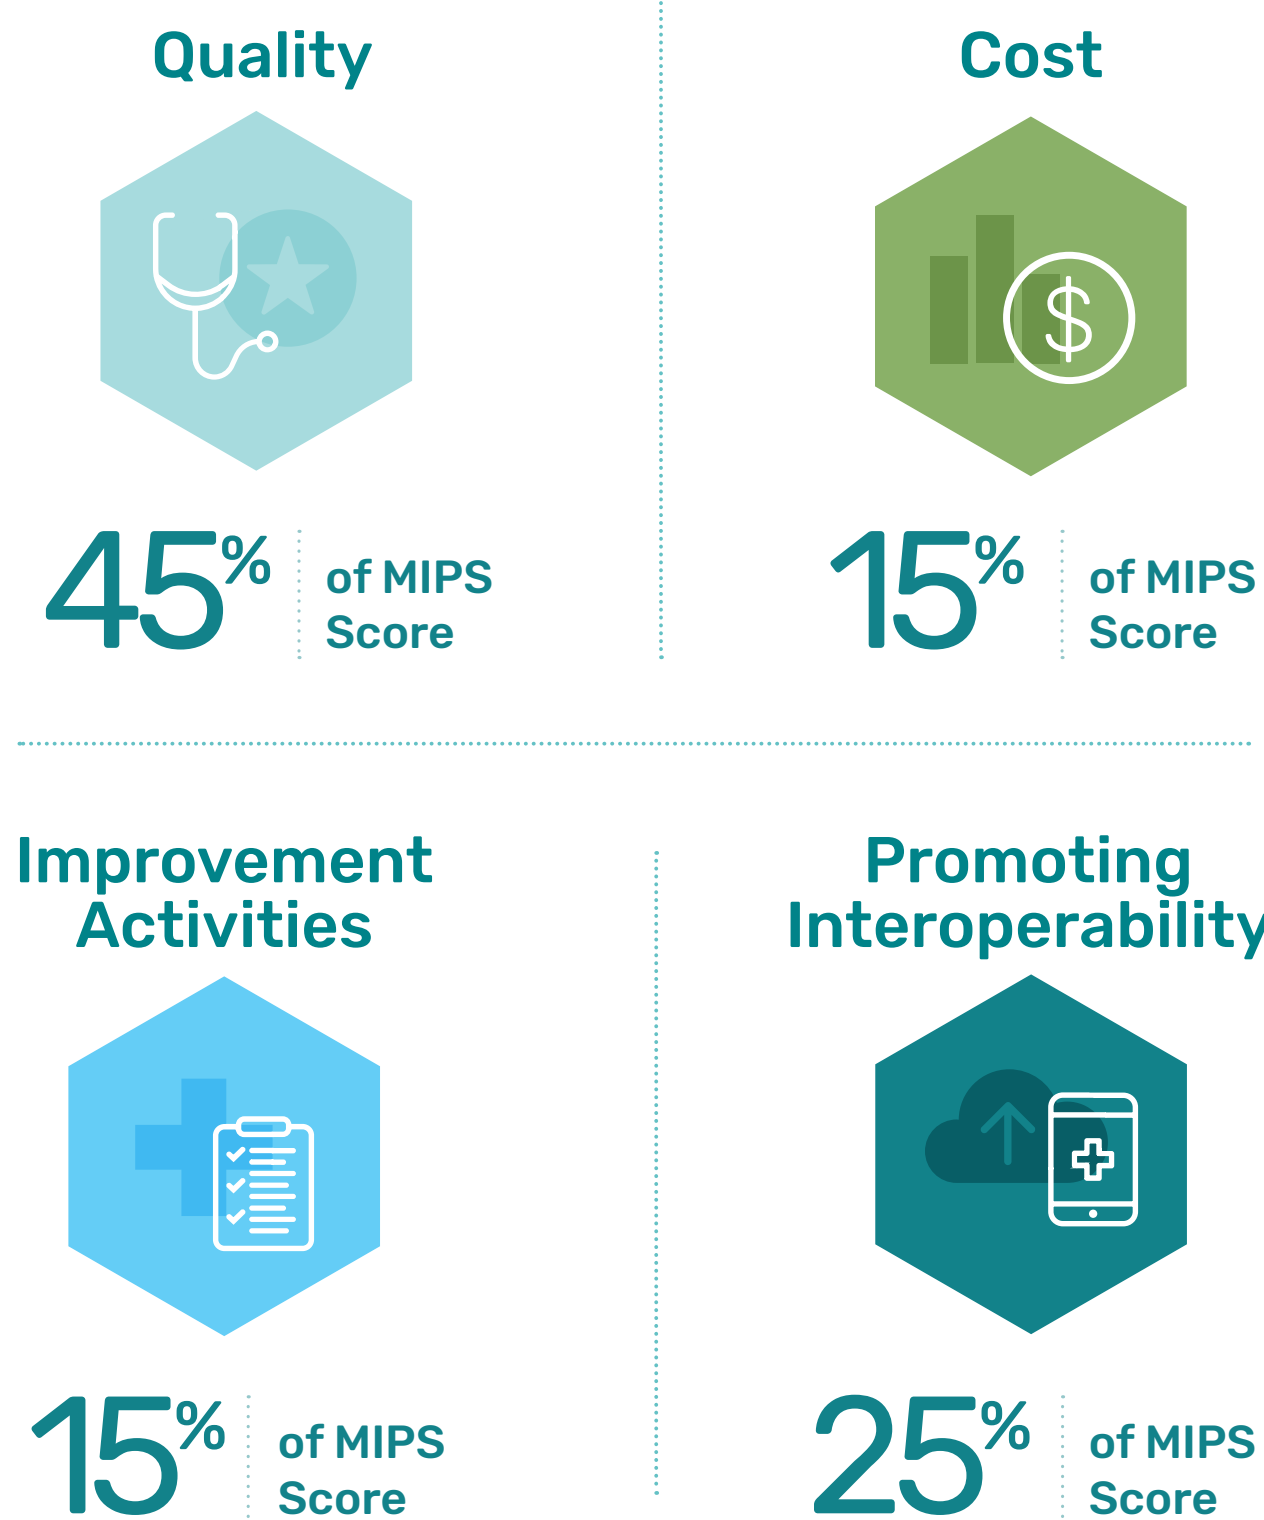 Quality
45%
of MIPS
Score
Cost
$
15%
of MIPS
Score
Improvement
Activities
15%
of MIPS
Score
Promoting
Interoperability
25%
of MIPS
Score